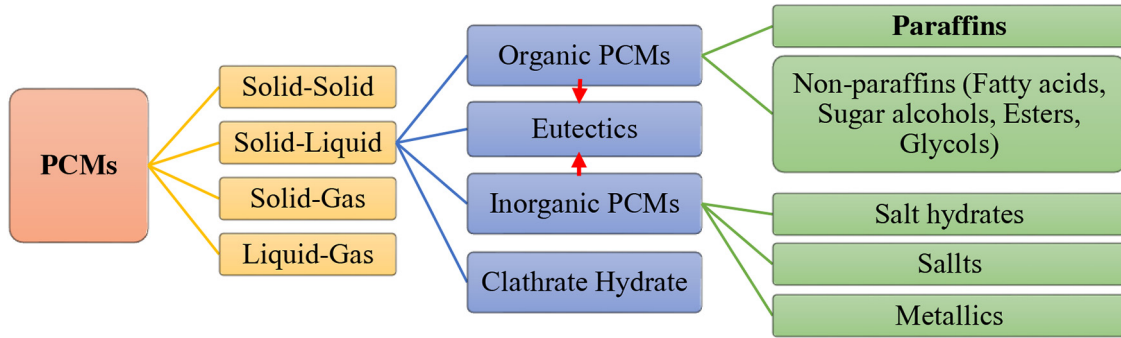 PCMs
Solid-Solid
Solid-Liquid
Solid-Gas
Liquid-Gas
Organic PCMs
Eutectics
Inorganic PCMs
Clathrate Hydrate
Paraffins
Non-paraffins (Fatty acids,
Sugar alcohols, Esters,
Glycols)
Salt hydrates
Sallts
Metallics